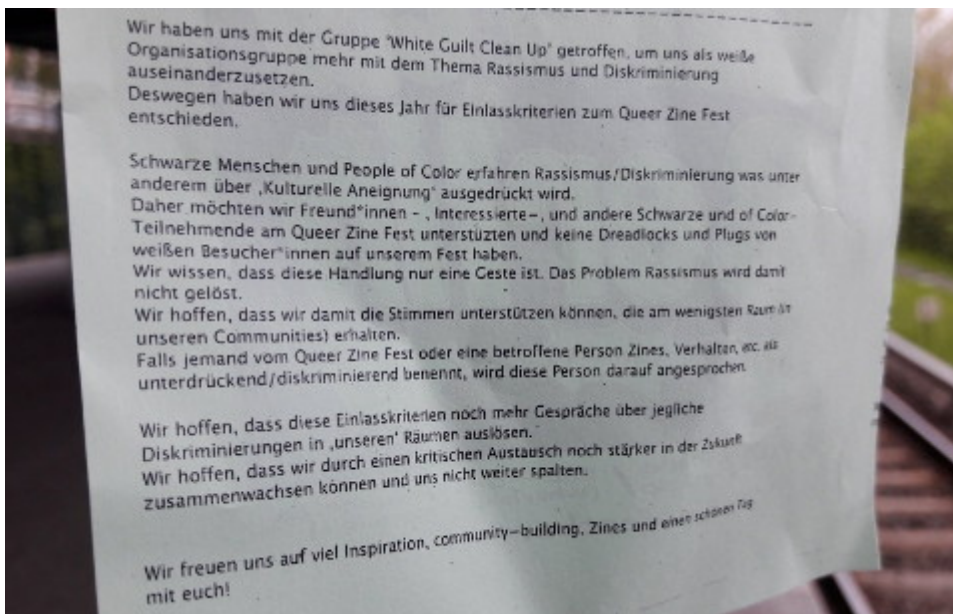 Wir haben uns mit der Gruppe "White Guilt Clean Up" getroffen, um uns als weiße
Organisationsgruppe mehr mit dem Thema Rassismus und Diskriminierung
auseinanderzusetzen.
Deswegen haben wir uns dieses Jahr für Einlasskriterien zum Queer Zine Fest
entschieden.
Schwarze Menschen und People of Color erfahren Rassismus/Diskriminierung was unter
anderem über ‚Kulturelle Aneignung' ausgedrückt wird.
Daher möchten wir Freund*innen - , Interessierte-, und andere Schwarze und of Color-
Teilnehmende am Queer Zine Fest unterstüzten und keine Dreadlocks und Plugs von
weißen Besucher*innen auf unserem Fest haben.
Wir wissen, dass diese Handlung nur eine Geste ist. Das Problem Rassismus wird damit
nicht gelöst.
Wir hoffen, dass wir damit die Stimmen unterstützen können, die am wenigsten Raum (in
unseren Communities) erhalten.
Falls jemand vom Queer Zine Fest oder eine betroffene Person Zines, Verhalten, etc. als
unterdrückend/diskriminierend benennt, wird diese Person darauf angesprochen.
Wir hoffen, dass diese Einlasskriterien noch mehr Gespräche über jegliche
Diskriminierungen in ‚unseren' Räumen auslösen.
Wir hoffen, dass wir durch einen kritischen Austausch noch stärker in der Zukunft
zusammenwachsen können und uns nicht weiter spalten.
Wir freuen uns auf viel Inspiration, community-building, Zines und einen schönen Tag
mit euch!